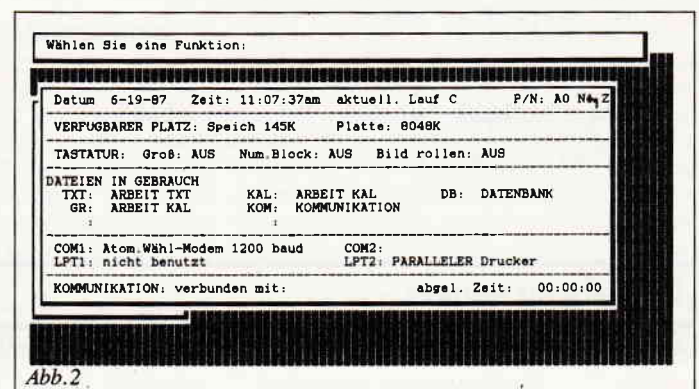 Wählen Sie eine Funktion:
Datum 6-19-87 Zeit: 11:07:37am aktuell. Lauf C P/N: A0
VERFUGBARER PLATZ: Speich 145K Platte: 8048K
TASTATUR: Groß: AUS Num.Block: AUS Bild rollen: AUS
DATEIEN IN GEBRAUCH
TXT: ARBEIT TXT KAL: ARBEIT KAL DB: DATENBANK
GR: ARBEIT KAL KOM: KOMMUNIKATION
: :
COM1: Atom.Wähl-Modem 1200 baud COM2:
LPT1: nicht benutzt LPT2: PARALLELER Drucker
KOMMUNIKATION: verbunden mit: abgel. Zeit: 00:00:00
Abb.2